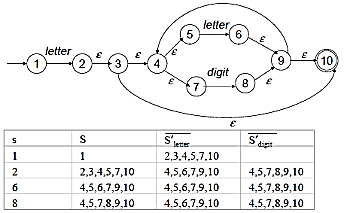 letter
5 6
ε ε
letter ε ε ε
1 2 3 4 9 10
digit
ε ε
7 8
ε
s S S′letter S′digit
1 1 2,3,4,5,7,10
2 2,3,4,5,7,10 4,5,6,7,9,10 4,5,7,8,9,10
6 4,5,6,7,9,10 4,5,6,7,9,10 4,5,7,8,9,10
8 4,5,7,8,9,10 4,5,6,7,9,10 4,5,7,8,9,10